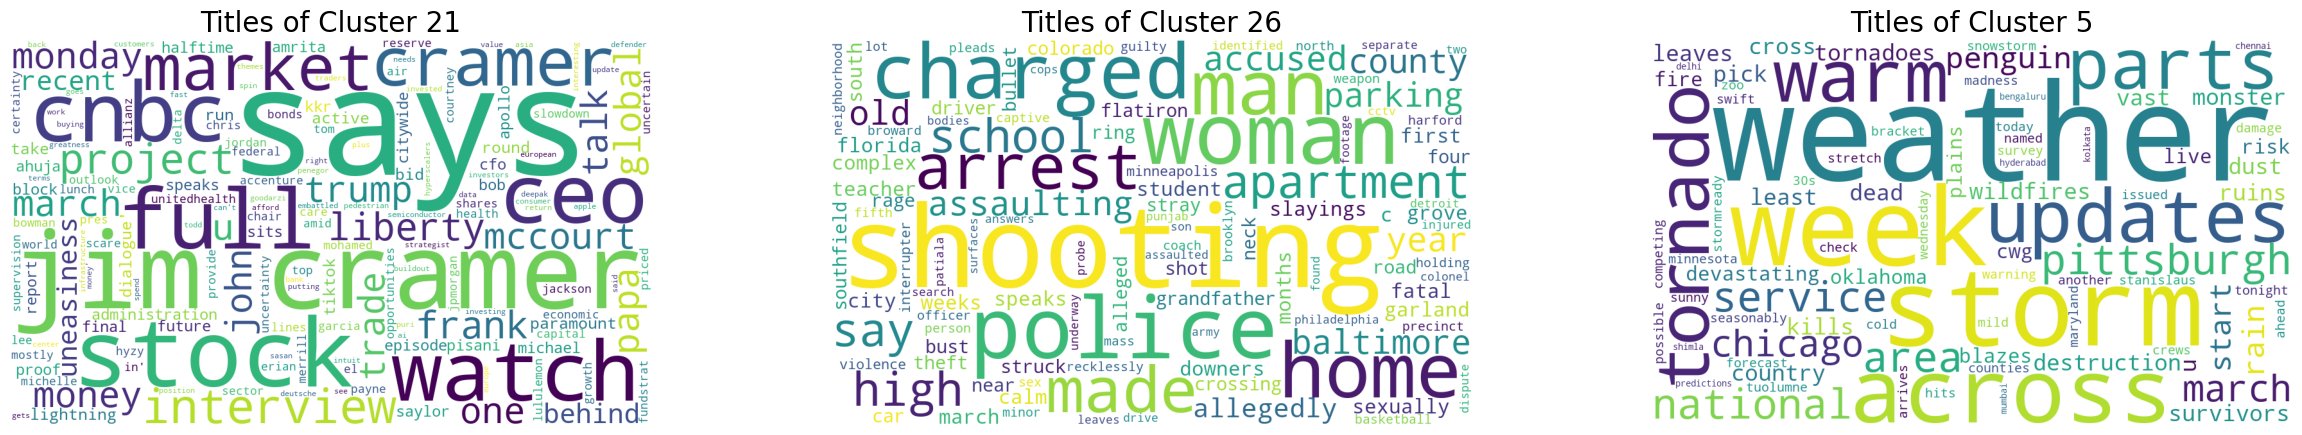 Titles of Cluster 21
back customers halftime amrita reserve value asia defender
monday market cramer global
recent themes needs air interesting update
cnbc says talk uncertain
certainty allianz fast kkr spin traders invested courtney apollo slowdown
work goes run active citywide
buying delta chris bonds tom
take greatness jordan plus round european
ahuja project federal right cfo
terms outlook penegor hyperscalers investors ceo
block lunch vice speaks accenture trump bid bob
march unitedhealth goodarzi data deepak
bowman pres chair can't afford embattled pedestrian shares consumer apple
scare full u todd care semiconductor health return
world sits amid liberty mccourt
supervision report uneasiness dialogue john mohamed strategist papa
infrastructure money provide uncertainty top buildout priced
jim cramer
spend tiktok base putting opportunities jpmorgan jackson said
administration lines trade investing economic
final future garcia frank paramount
lee hyzy puri ai episode pisani capital
mostly stock sasan erian intuit michael
proof in' merrill el watch
michelle center sector see payne growth europe
money position deutsche lululemon one behind
gets lightning interview saylor fundstrat
Titles of Cluster 26
lot pleads colorado guilty identified north separate two
neighborhood south charged cops bullet man accused county
weapon
old driver flatiron woman parking
bodies captive cctv
broward school ring harford
florida footage first
complex arrest minneapolis four
teacher student apartment
rage assaulting stray slayings c grove
fifth answers punjab detroit
southfield shooting son neck injured
interrupter surfaces coach brooklyn year
patiala probe assaulted shot found road holding
city search weeks speaks alleged grandfather months colonel
say officer police army fatal
person underway philadelphia garland
violence bust struck mass baltimore precinct
theft recklessly downers
high near sex made crossing home dispute
calm allegedly sexually
car march minor leaves drive basketball
Titles of Cluster 5
leaves cross tornadoes snowstorm penguin parts chennai
delhi warm
fire pick madness vast monster
zoo
swift weather bengaluru
tornado bracket today damage
stretch named kolkata risk
competing stormready 30s survey live dust
hyderabad
week plains wildfires issued ruins
least dead updates
possible minnesota check wednesday cwg
devastating oklahoma pittsburgh
sunny warning another stanislaus
service storm tonight
seasonably cold mild maryland start
kills rain ahead
shimla chicago area blazes destruction crews
forecast counties u
country tuolumne march
predictions national arrives hits across mumbai survivors